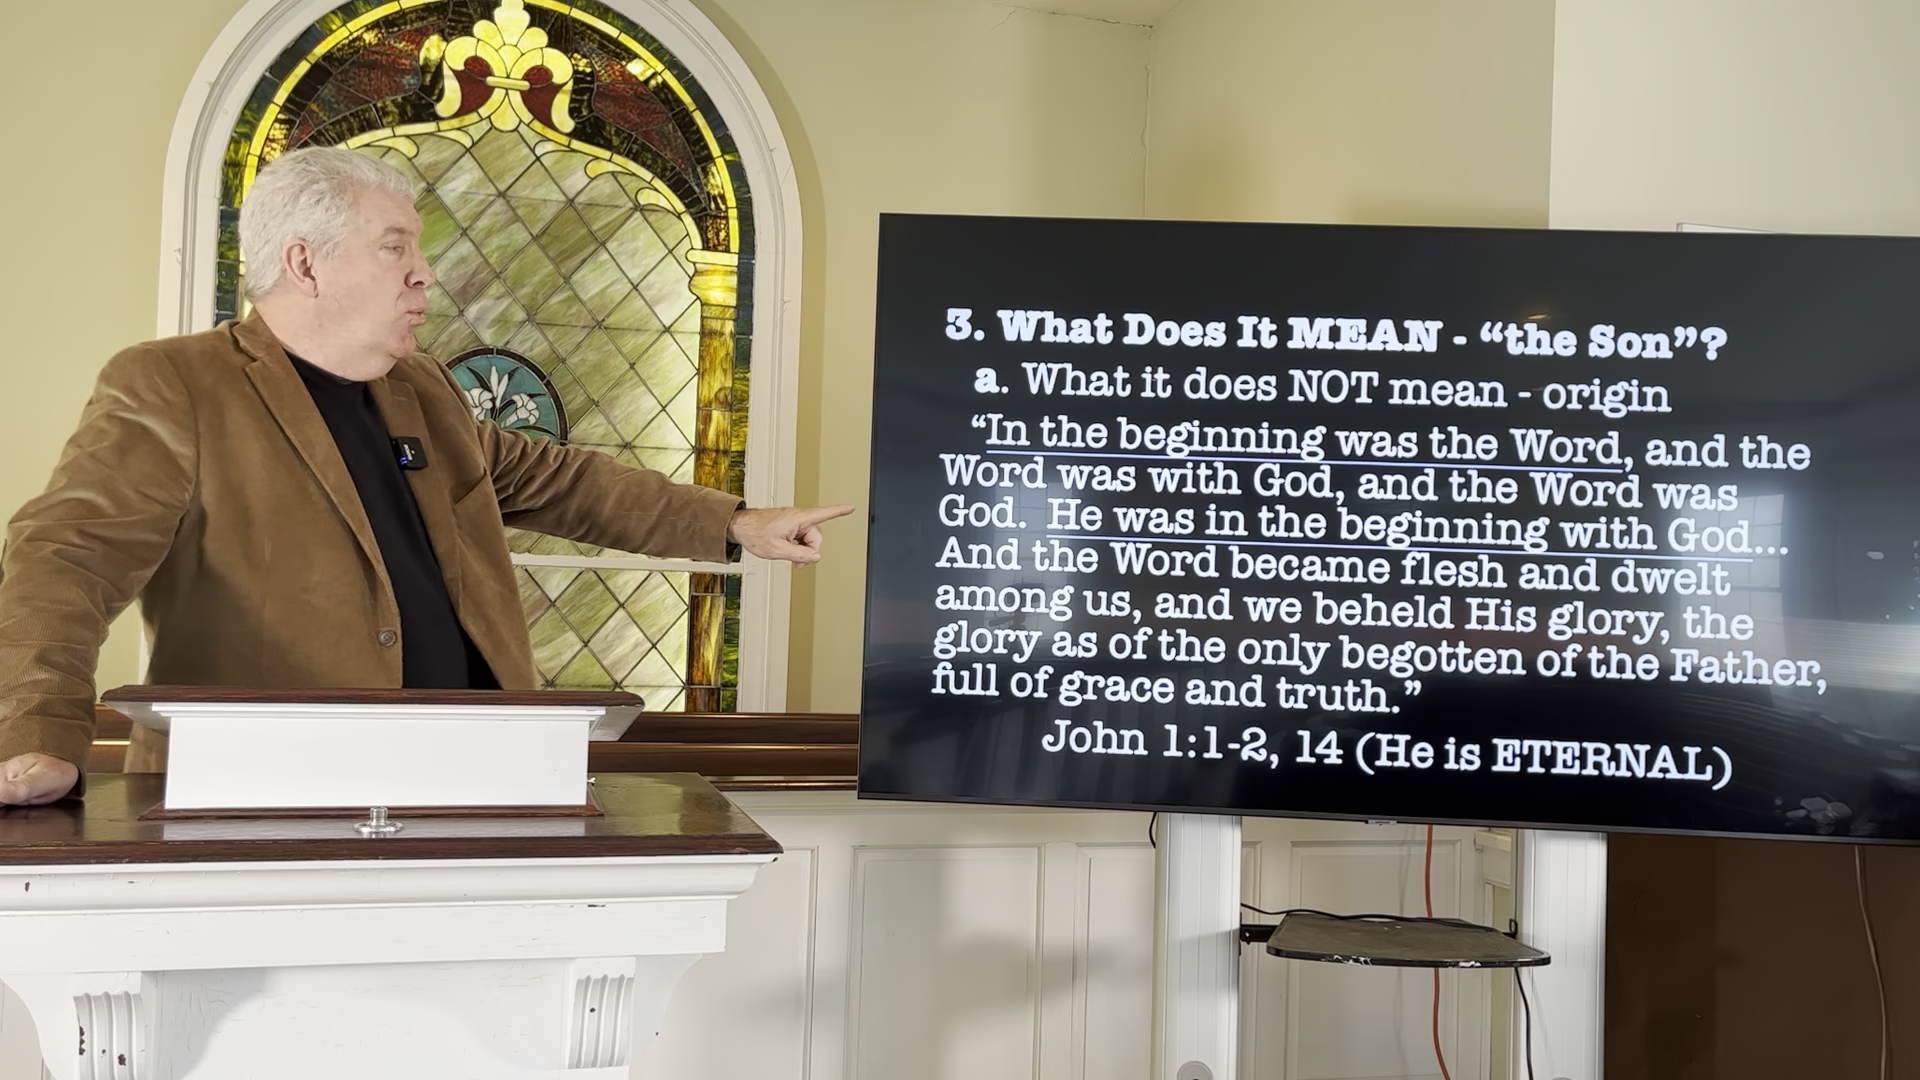 3. What Does It MEAN - “the Son”?
a. What it does NOT mean - origin
“In the beginning was the Word, and the
Word was with God, and the Word was
God. He was in the beginning with God...
And the Word became flesh and dwelt
among us, and we beheld His glory, the
glory as of the only begotten of the Father,
full of grace and truth.”
John 1:1-2, 14 (He is ETERNAL)